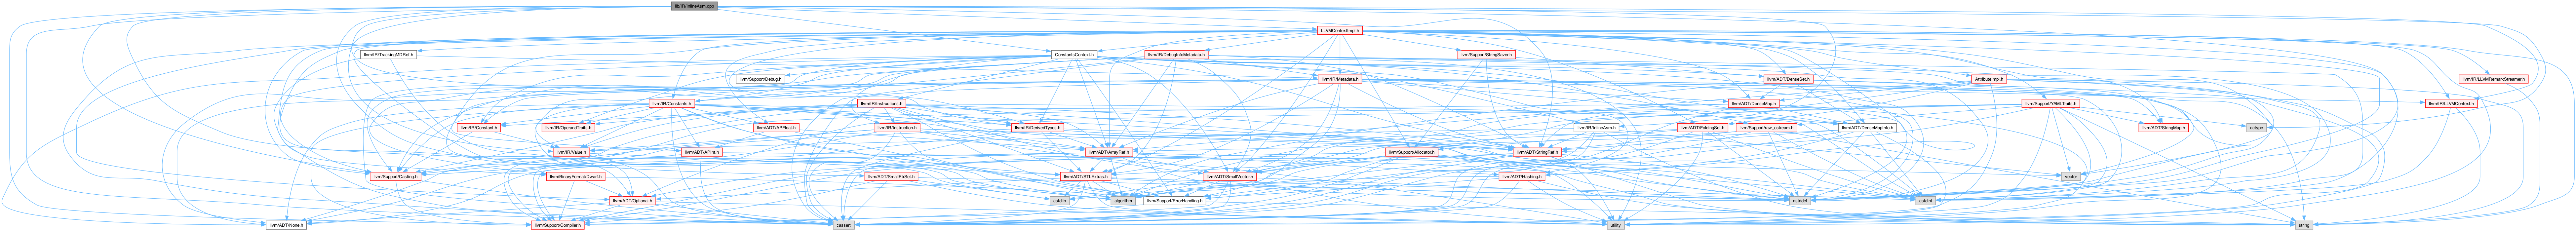 lib/IR/InlineAsm.cpp
LLVMContextImpl.h
llvm/IR/TrackingMDRef.h
ConstantsContext.h
llvm/IR/DebugInfoMetadata.h
llvm/Support/StringSaver.h
llvm/Support/Debug.h
llvm/IR/Metadata.h
llvm/ADT/DenseSet.h
AttributeImpl.h
llvm/IR/LLVMRemarkStreamer.h
llvm/IR/Constants.h
llvm/IR/Instructions.h
llvm/ADT/DenseMap.h
llvm/Support/YAMLTraits.h
llvm/IR/LLVMContext.h
llvm/IR/Constant.h
llvm/IR/OperandTraits.h
llvm/ADT/APFloat.h
llvm/IR/Instruction.h
llvm/IR/DerivedTypes.h
llvm/IR/InlineAsm.h
llvm/ADT/FoldingSet.h
llvm/Support/raw_ostream.h
llvm/ADT/DenseMapInfo.h
llvm/ADT/StringMap.h
cctype
llvm/IR/Value.h
llvm/ADT/APInt.h
llvm/ADT/ArrayRef.h
llvm/Support/Allocator.h
llvm/ADT/StringRef.h
llvm/Support/Casting.h
llvm/BinaryFormat/Dwarf.h
llvm/ADT/SmallPtrSet.h
llvm/ADT/STLExtras.h
llvm/ADT/SmallVector.h
llvm/ADT/Hashing.h
vector
llvm/ADT/Optional.h
cstdlib
algorithm
llvm/Support/ErrorHandling.h
cstddef
cstdint
llvm/ADT/None.h
llvm/Support/Compiler.h
cassert
utility
string